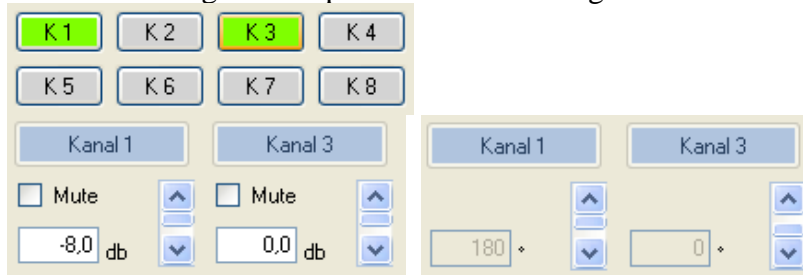 K 1 K 2 K 3 K 4
K 5 K 6 K 7 K 8
Kanal 1 Kanal 3 Kanal 1 Kanal 3
Mute Mute
-8,0 db 0,0 db 180 ° 0 °